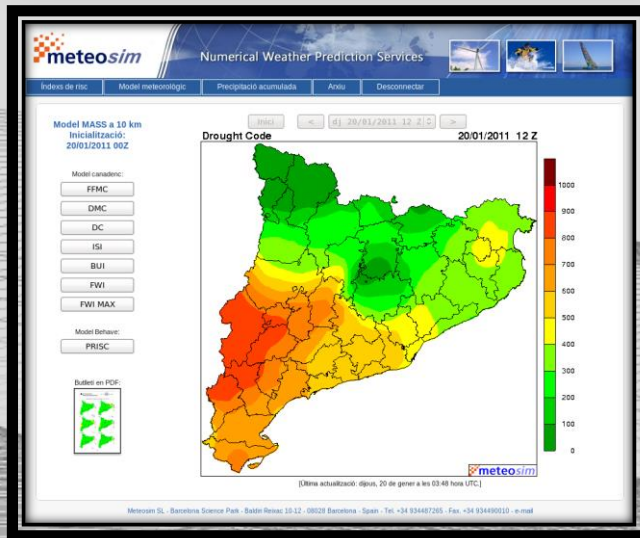 meteosim
Numerical Weather Prediction Services
Índexs de risc Model meteorològic Precipitació acumulada Arxiu Desconnectar
Model MASS a 10 km
Inicialització:
20/01/2011 00Z
Model canadenc:
FFMC
DMC
DC
ISI
BUI
FWI
FWI MAX
Model Behave:
PRISC
Butlletí en PDF:
Inici < dj 20/01/2011 12 Z >
Drought Code 20/01/2011 12 Z
1000
900
800
700
600
500
400
300
200
100
0
meteosim
[Última actualització: dijous, 20 de gener a les 03:48 hora UTC.]
Meteosim SL - Barcelona Science Park - Baldiri Reixac 10-12 - 08028 Barcelona - Spain - Tel. +34 934487265 - Fax. +34 934490010 - e-mail